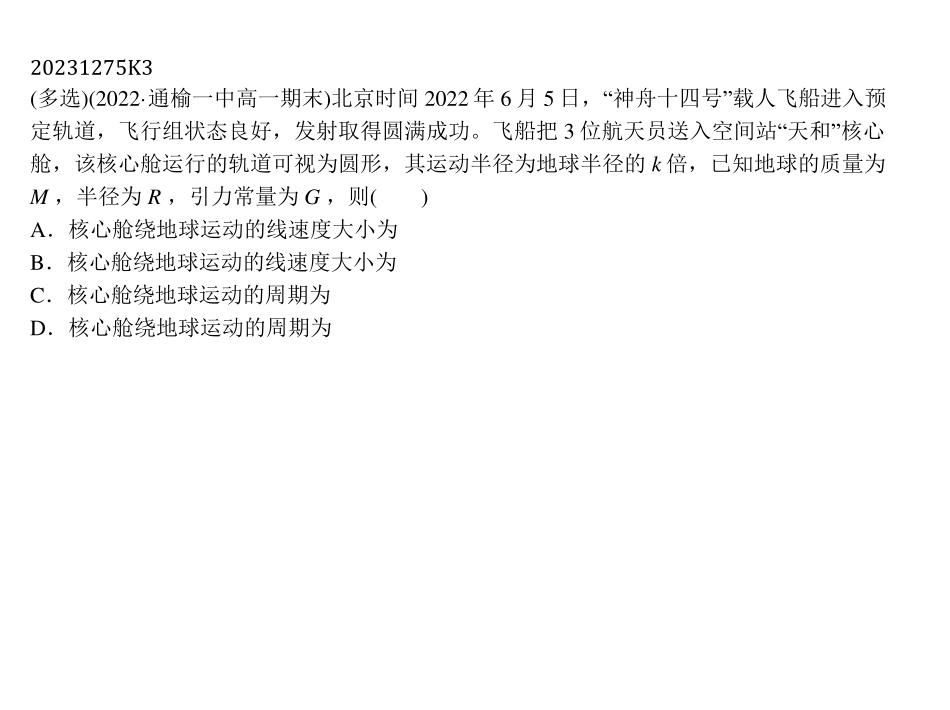 20231275K3
(多选)(2022·通榆一中高一期末)北京时间 2022 年 6 月 5 日，“神舟十四号”载人飞船进入预
定轨道，飞行组状态良好，发射取得圆满成功。飞船把 3 位航天员送入空间站“天和”核心
舱，该核心舱运行的轨道可视为圆形，其运动半径为地球半径的 k 倍，已知地球的质量为
M ，半径为 R ，引力常量为 G ，则(　　)
A．核心舱绕地球运动的线速度大小为
B．核心舱绕地球运动的线速度大小为
C．核心舱绕地球运动的周期为
D．核心舱绕地球运动的周期为